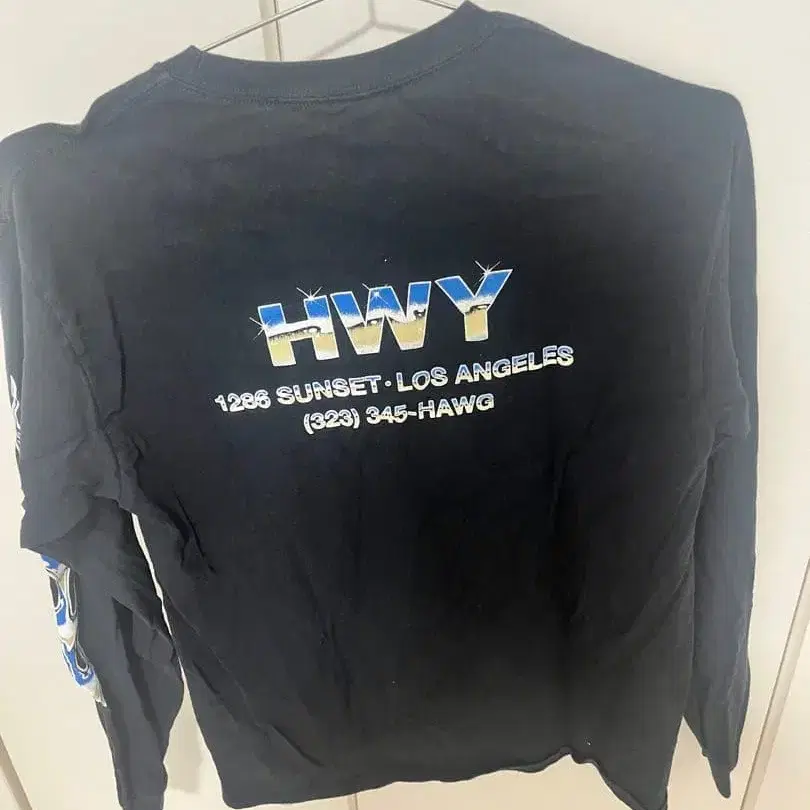 HWY
1286 SUNSET · LOS ANGELES
(323) 345-HAWG